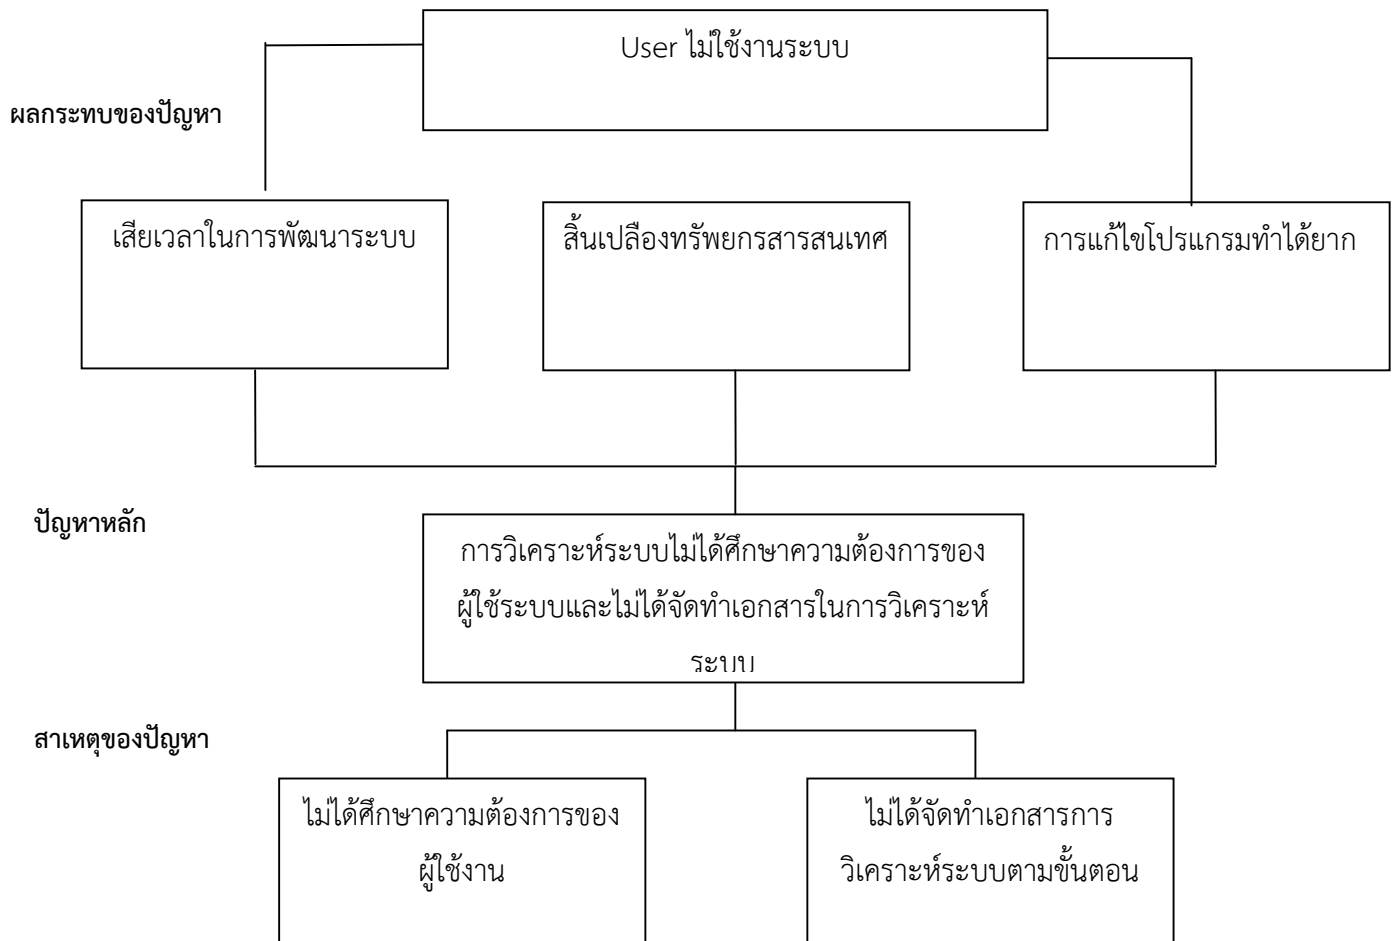 User ไม่ใช้งานระบบ
ผลกระทบของปัญหา
เสียเวลาในการพัฒนาระบบ
สิ้นเปลืองทรัพยกรสารสนเทศ
การแก้ไขโปรแกรมทำได้ยาก
ปัญหาหลัก
การวิเคราะห์ระบบไม่ได้ศึกษาความต้องการของ
ผู้ใช้ระบบและไม่ได้จัดทำเอกสารในการวิเคราะห์
ระบบ
สาเหตุของปัญหา
ไม่ได้ศึกษาความต้องการของ
ผู้ใช้งาน
ไม่ได้จัดทำเอกสารการ
วิเคราะห์ระบบตามขั้นตอน